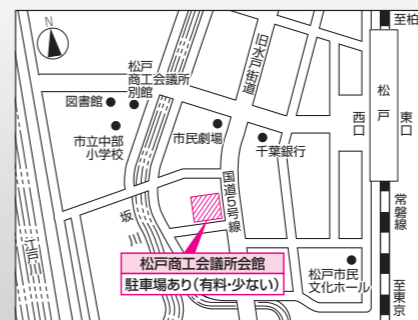 N
至柏
旧水戸街道
松戸
商工会議所
別館
図書館
市立中部
小学校
市民劇場
千葉銀行
松戸
西口
東口
国道5号線
常磐線
坂川
江戸川
松戸商工会議所会館
駐車場あり(有料・少ない)
松戸市民
文化ホール
至東京